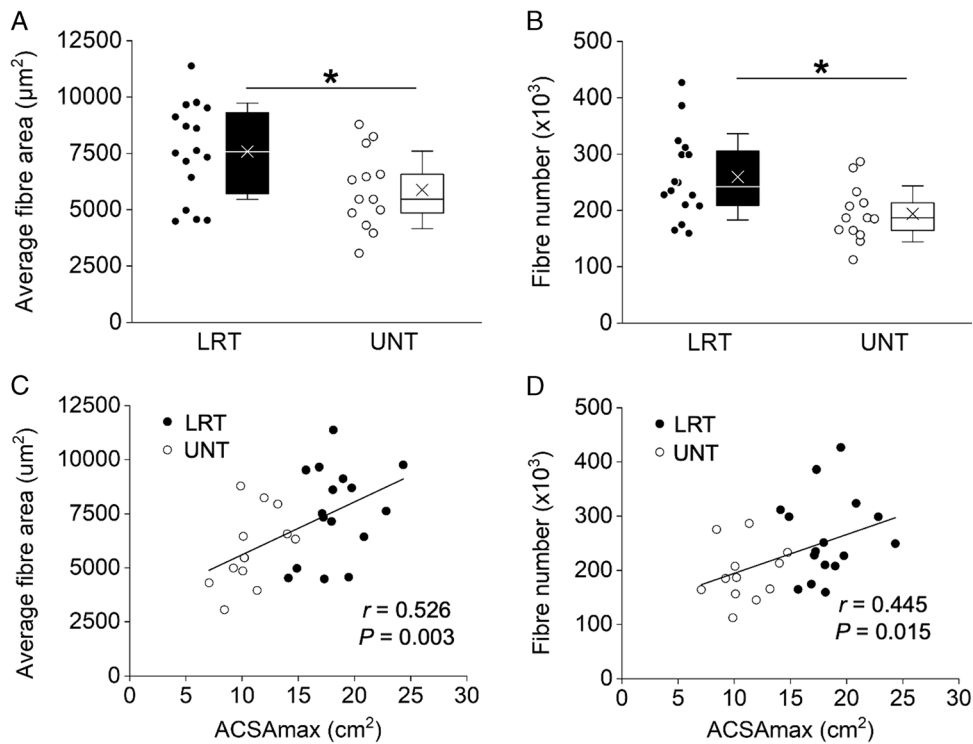 A
Average fibre area (µm²)
12500
10000
7500
5000
2500
0
*
LRT
UNT
B
Fibre number (x10³)
500
400
300
200
100
0
*
LRT
UNT
C
Average fibre area (um²)
12500
10000
7500
5000
2500
0
LRT
UNT
r = 0.526
P = 0.003
0 5 10 15 20 25 30
ACSAmax (cm²)
D
Fibre number (x10³)
500
400
300
200
100
0
LRT
UNT
r = 0.445
P = 0.015
0 5 10 15 20 25 30
ACSAmax (cm²)